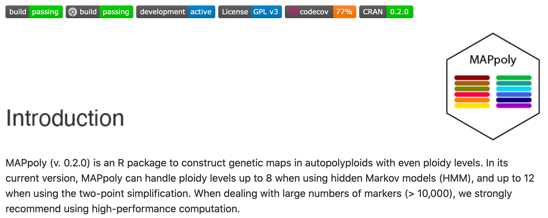 build passing build passing development active License GPL v3 codecov 77% CRAN 0.2.0
MAPpoly
Introduction
MAPpoly (v. 0.2.0) is an R package to construct genetic maps in autopolyploids with even ploidy levels. In its
current version, MAPpoly can handle ploidy levels up to 8 when using hidden Markov models (HMM), and up to 12
when using the two-point simplification. When dealing with large numbers of markers (> 10,000), we strongly
recommend using high-performance computation.